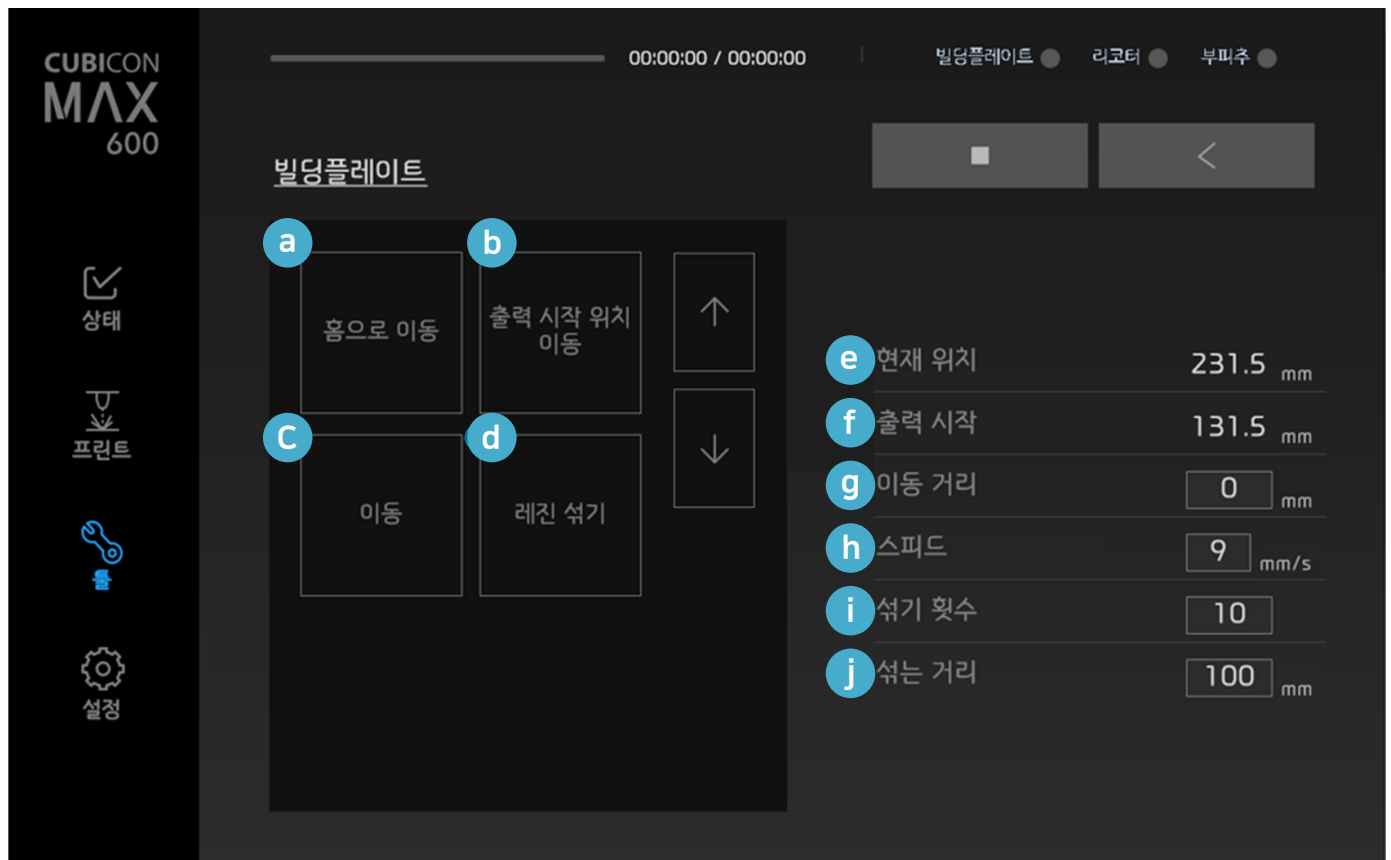 CUBICON
MAX
600
00:00:00 / 00:00:00
빌딩플레이트
리코터
부피추
빌딩플레이트
a
홈으로 이동
b
출력 시작 위치
이동
c
이동
d
레진 섞기
e 현재 위치 231.5 mm
f 출력 시작 131.5 mm
g 이동 거리 0 mm
h 스피드 9 mm/s
i 섞기 횟수 10
j 섞는 거리 100 mm
상태
프린트
툴
설정